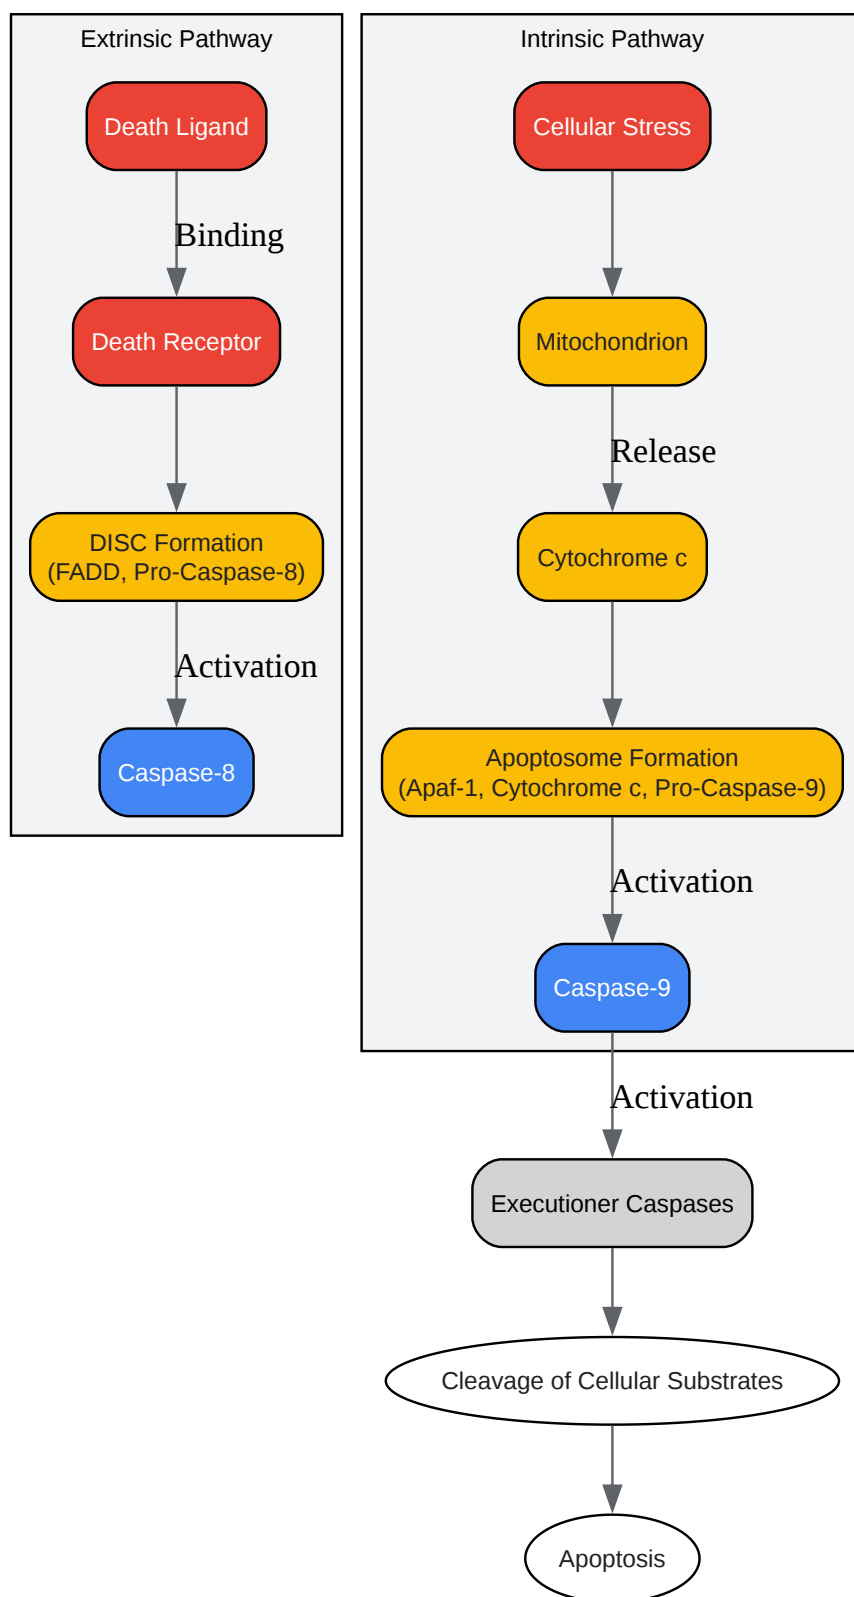 Extrinsic Pathway
Death Ligand
Binding
Death Receptor
DISC Formation
(FADD, Pro-Caspase-8)
Activation
Caspase-8
Intrinsic Pathway
Cellular Stress
Mitochondrion
Release
Cytochrome c
Apoptosome Formation
(Apaf-1, Cytochrome c, Pro-Caspase-9)
Activation
Caspase-9
Activation
Executioner Caspases
Cleavage of Cellular Substrates
Apoptosis